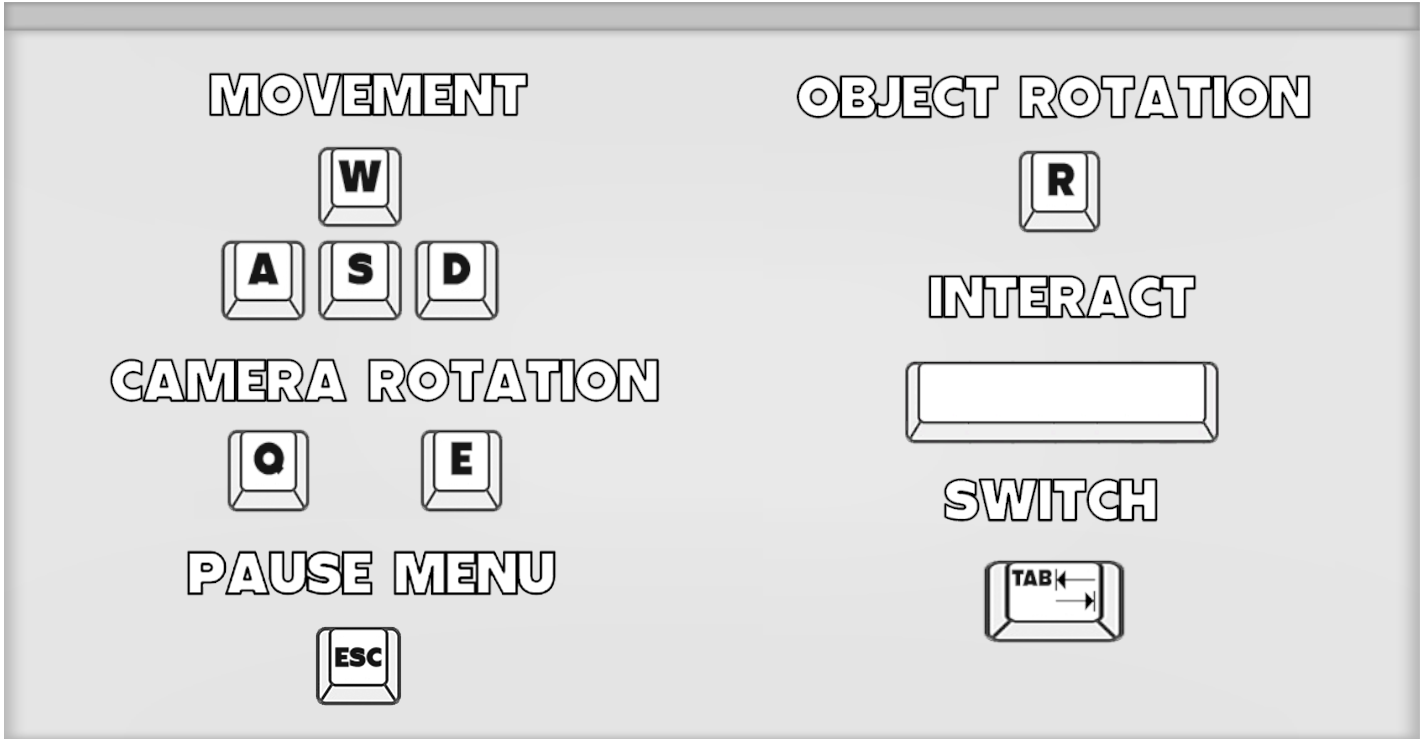 MOVEMENT
W
A S D
CAMERA ROTATION
Q E
PAUSE MENU
ESC
OBJECT ROTATION
R
INTERACT
SWITCH
TAB